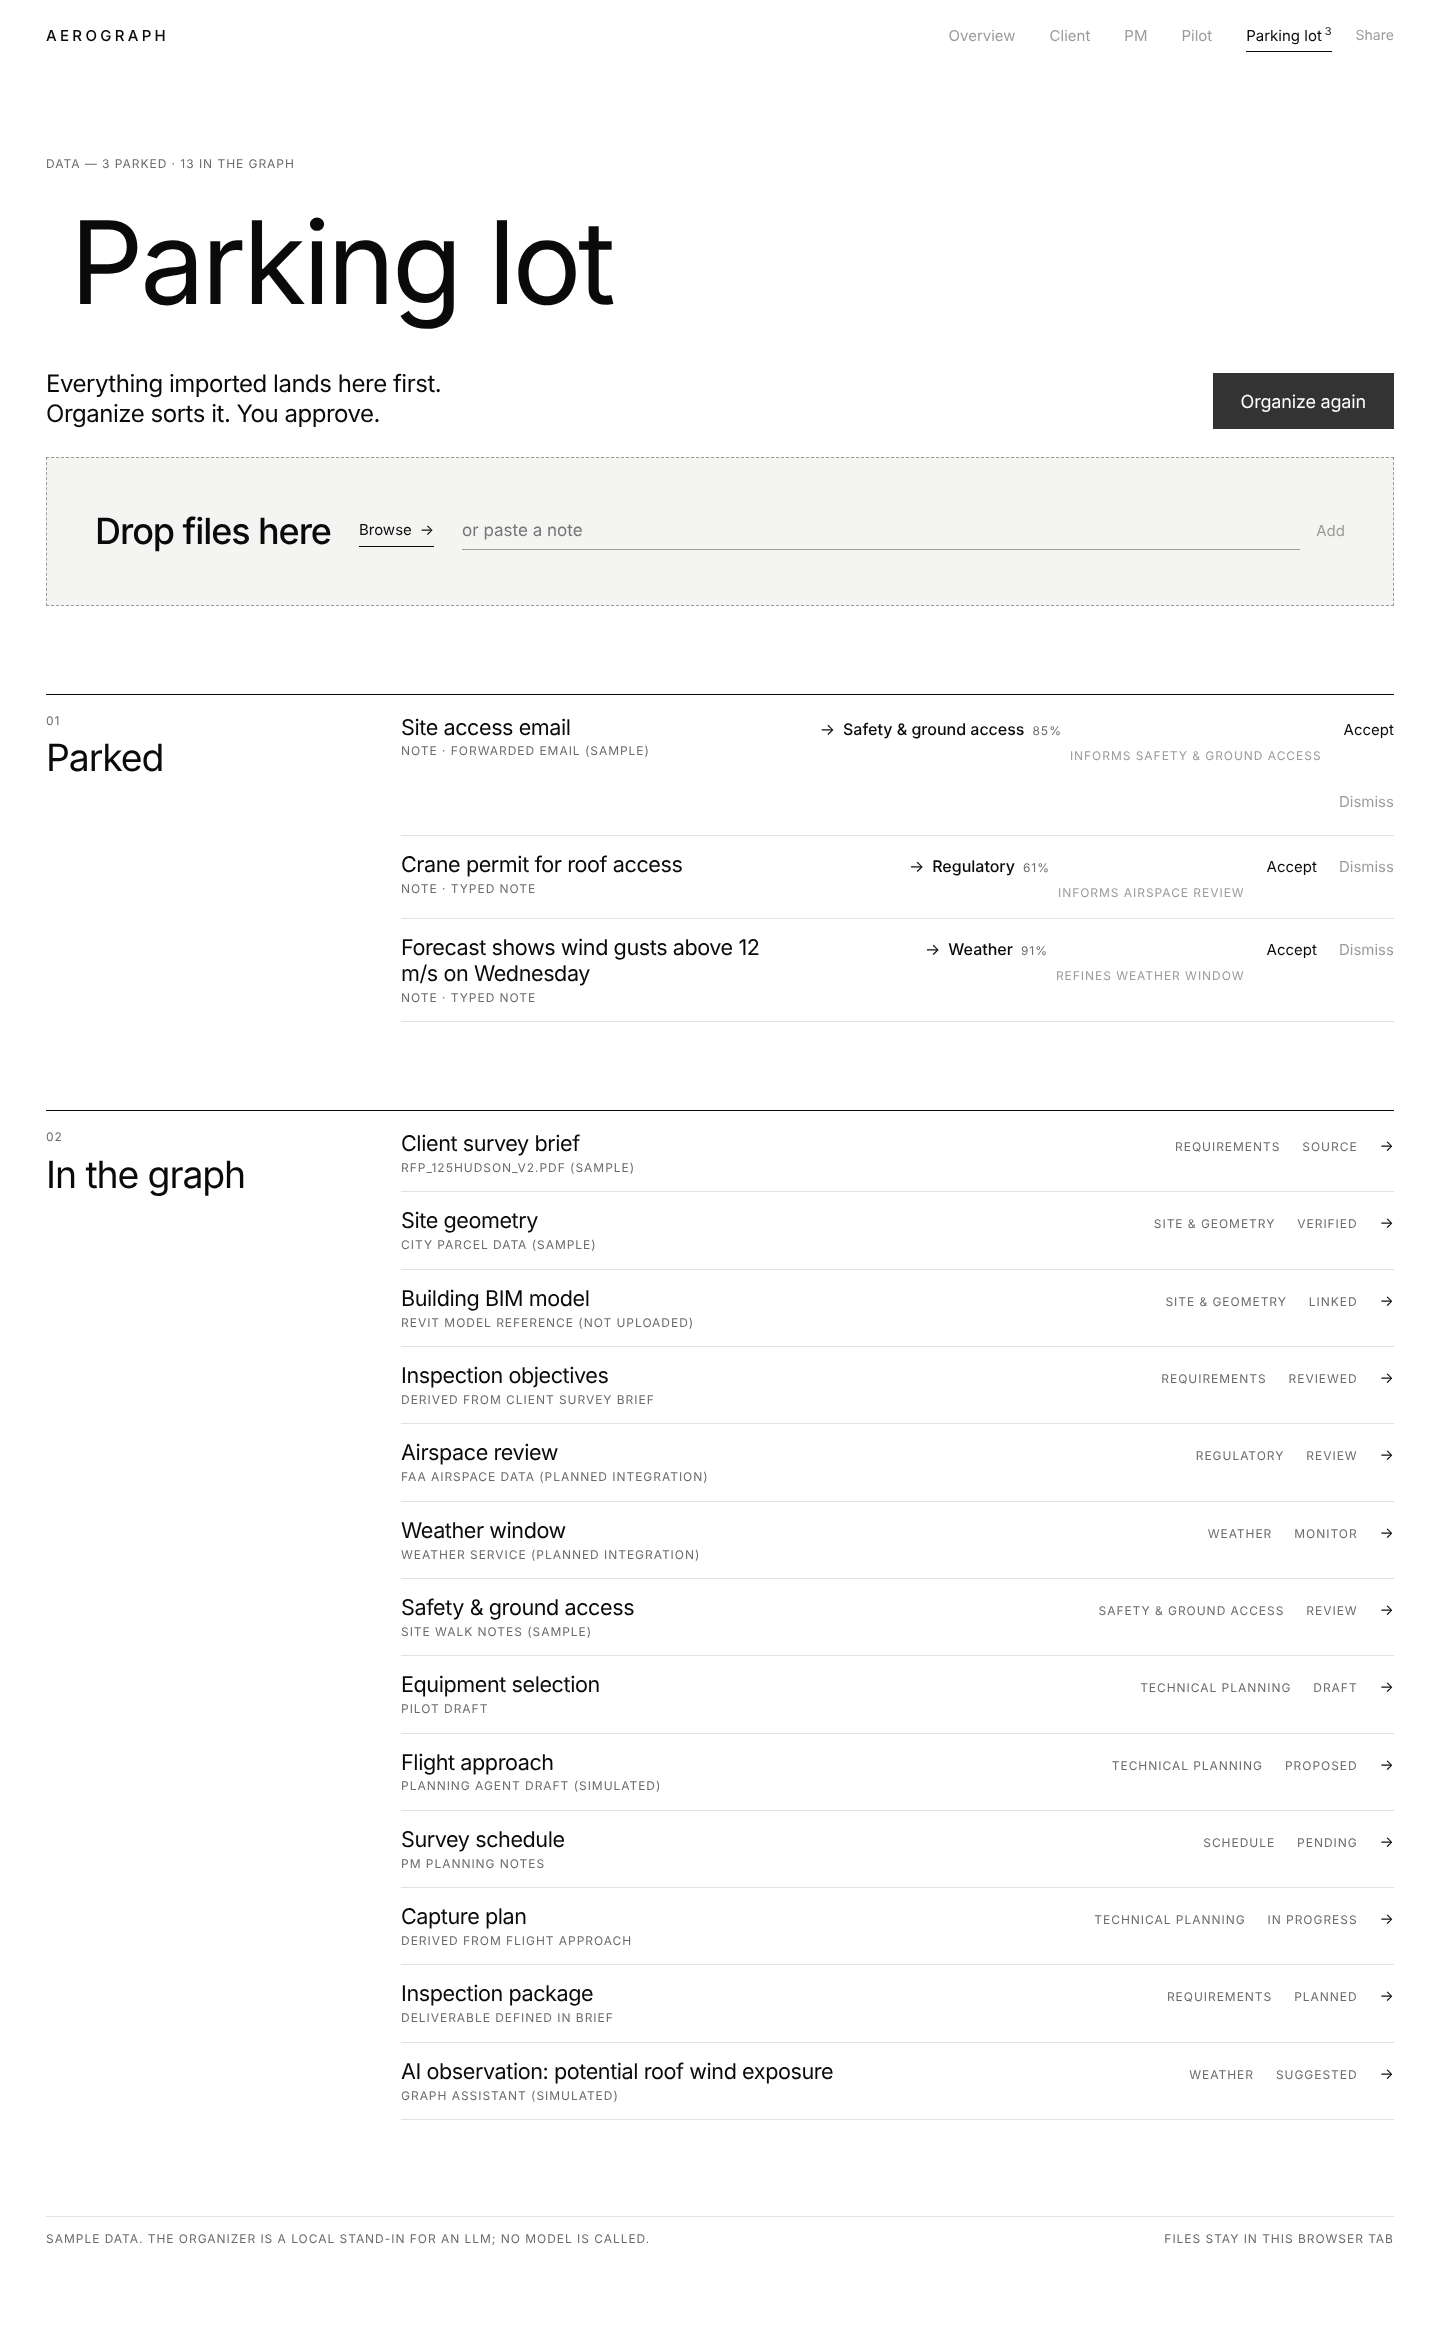 AEROGRAPH
Overview Client PM Pilot Parking lot 3 Share
DATA — 3 PARKED · 13 IN THE GRAPH
Parking lot
Everything imported lands here first.
Organize sorts it. You approve.
Organize again
Drop files here Browse → or paste a note Add
01
Parked
Site access email → Safety & ground access 85% Accept
NOTE · FORWARDED EMAIL (SAMPLE) INFORMS SAFETY & GROUND ACCESS
Dismiss
Crane permit for roof access → Regulatory 61% Accept Dismiss
NOTE · TYPED NOTE INFORMS AIRSPACE REVIEW
Forecast shows wind gusts above 12 → Weather 91% Accept Dismiss
m/s on Wednesday REFINES WEATHER WINDOW
NOTE · TYPED NOTE
02
In the graph
Client survey brief REQUIREMENTS SOURCE →
RFP_125HUDSON_V2.PDF (SAMPLE)
Site geometry SITE & GEOMETRY VERIFIED →
CITY PARCEL DATA (SAMPLE)
Building BIM model SITE & GEOMETRY LINKED →
REVIT MODEL REFERENCE (NOT UPLOADED)
Inspection objectives REQUIREMENTS REVIEWED →
DERIVED FROM CLIENT SURVEY BRIEF
Airspace review REGULATORY REVIEW →
FAA AIRSPACE DATA (PLANNED INTEGRATION)
Weather window WEATHER MONITOR →
WEATHER SERVICE (PLANNED INTEGRATION)
Safety & ground access SAFETY & GROUND ACCESS REVIEW →
SITE WALK NOTES (SAMPLE)
Equipment selection TECHNICAL PLANNING DRAFT →
PILOT DRAFT
Flight approach TECHNICAL PLANNING PROPOSED →
PLANNING AGENT DRAFT (SIMULATED)
Survey schedule SCHEDULE PENDING →
PM PLANNING NOTES
Capture plan TECHNICAL PLANNING IN PROGRESS →
DERIVED FROM FLIGHT APPROACH
Inspection package REQUIREMENTS PLANNED →
DELIVERABLE DEFINED IN BRIEF
AI observation: potential roof wind exposure WEATHER SUGGESTED →
GRAPH ASSISTANT (SIMULATED)
SAMPLE DATA. THE ORGANIZER IS A LOCAL STAND-IN FOR AN LLM; NO MODEL IS CALLED. FILES STAY IN THIS BROWSER TAB